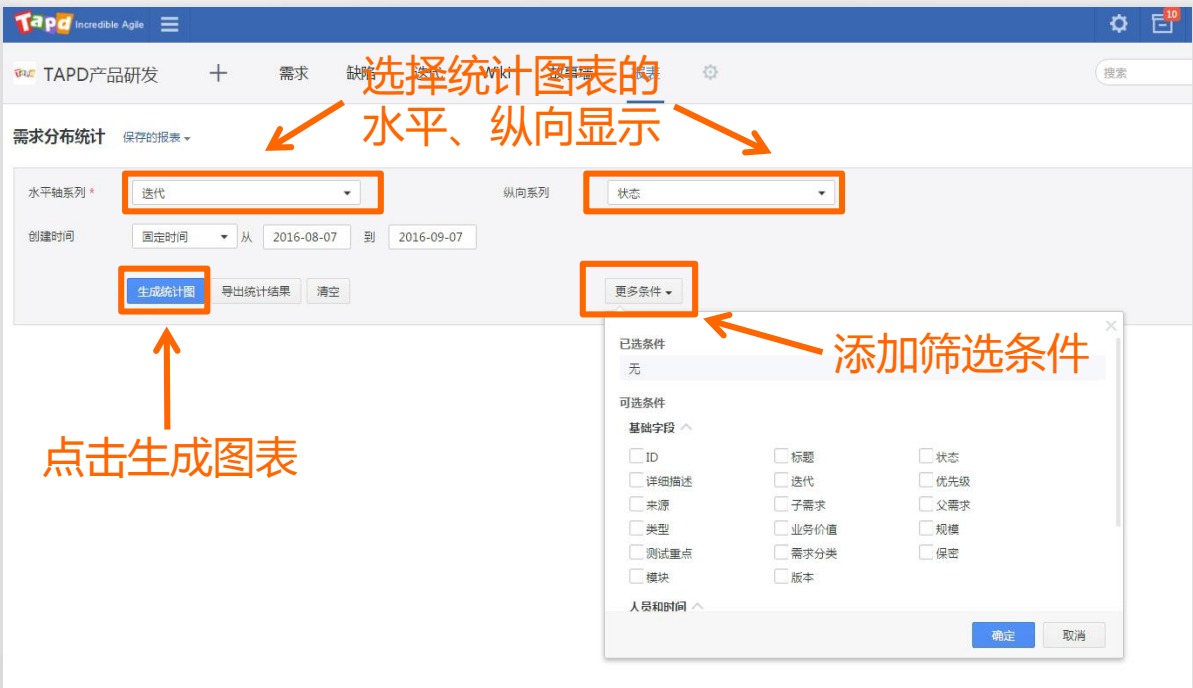 Tapd Incredible Agile
10
TAPD产品研发
需求 缺陷 迭代 Wiki 故事墙 报表
搜索
选择统计图表的
水平、纵向显示
需求分布统计 保存的报表
水平轴系列 * 迭代 纵向系列 状态
创建时间 固定时间 从 2016-08-07 到 2016-09-07
生成统计图 导出统计结果 清空 更多条件
添加筛选条件
点击生成图表
已选条件
无
可选条件
基础字段
ID 标题 状态
详细描述 迭代 优先级
来源 子需求 父需求
类型 业务价值 规模
测试重点 需求分类 保密
模块 版本
人员和时间
确定 取消